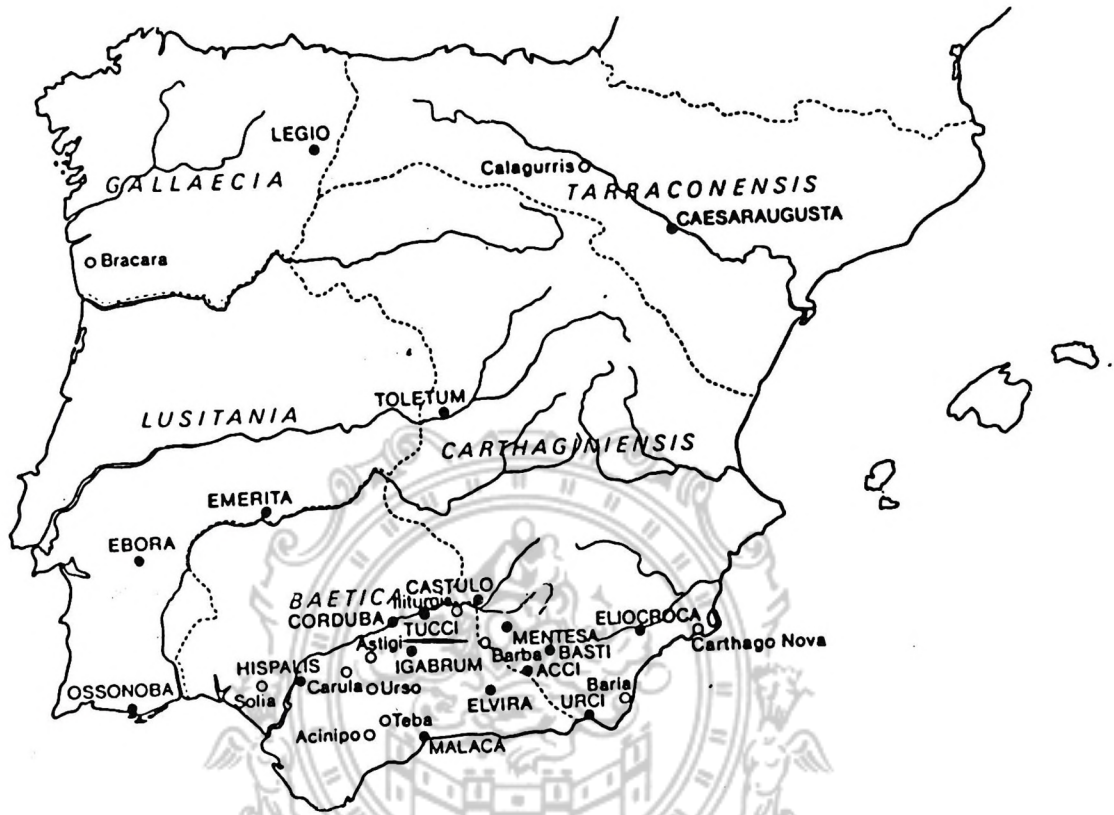 LEGIO
GALLAECIA
Calagurris
TARRACONENSIS
CAESARAUGUSTA
Bracara
LUSITANIA
TOLETUM
CARTHAGINIENSIS
EMERITA
EBORA
BAETICA
CASTULO
CORDUBA
TUCCI
Astigi
IGABRUM
MENTESA
Barba
BASTI
ACCI
ELIOCROCA
Carthago Nova
HISPALIS
Solia
Carula
Urso
ELVIRA
URCI
Baria
OSSONOBA
Teba
Acinipo
MALACA